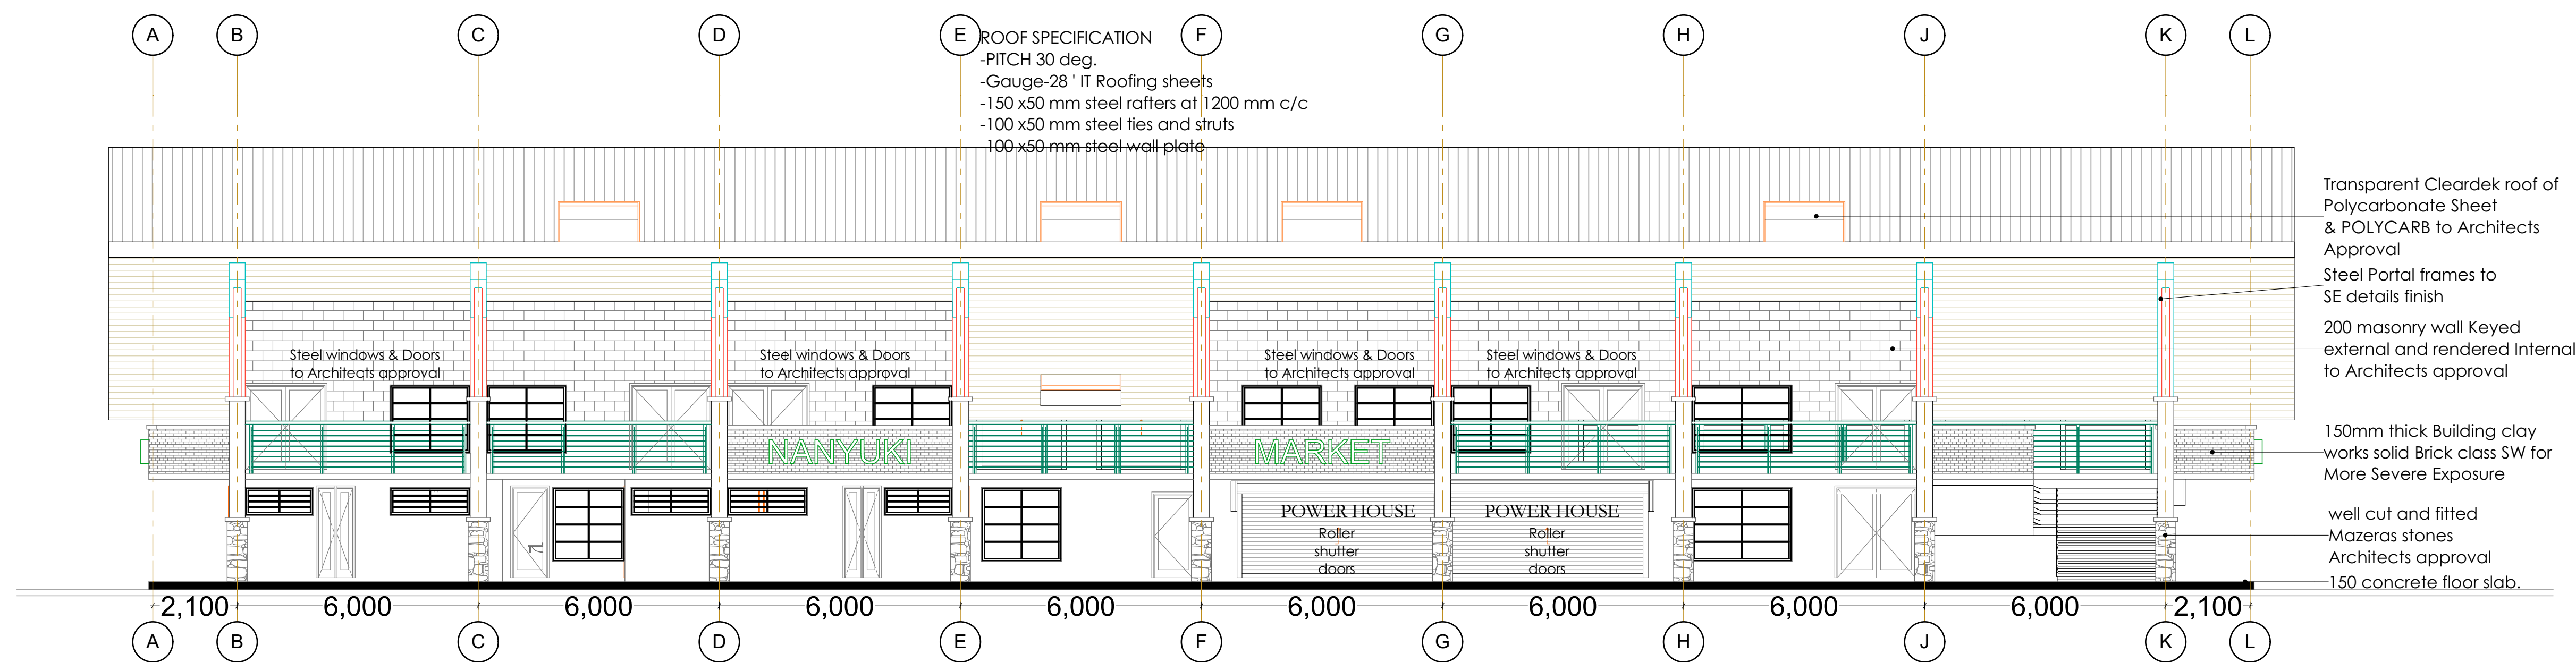 A B C D E F G H J K L
ROOF SPECIFICATION
-PITCH 30 deg.
-Gauge-28 ' IT Roofing sheets
-150 x50 mm steel rafters at 1200 mm c/c
-100 x50 mm steel ties and struts
-100 x50 mm steel wall plate
Transparent Cleardek roof of
Polycarbonate Sheet
& POLYCARB to Architects
Approval
Steel Portal frames to
SE details finish
200 masonry wall Keyed
external and rendered Internal
to Architects approval
Steel windows & Doors
to Architects approval
Steel windows & Doors
to Architects approval
Steel windows & Doors
to Architects approval
Steel windows & Doors
to Architects approval
NANYUKI
MARKET
150mm thick Building clay
works solid Brick class SW for
More Severe Exposure
POWER HOUSE
Roller
shutter
doors
POWER HOUSE
Roller
shutter
doors
well cut and fitted
Mazeras stones
Architects approval
150 concrete floor slab.
2,100 6,000 6,000 6,000 6,000 6,000 6,000 6,000 6,000 2,100
A B C D E F G H J K L